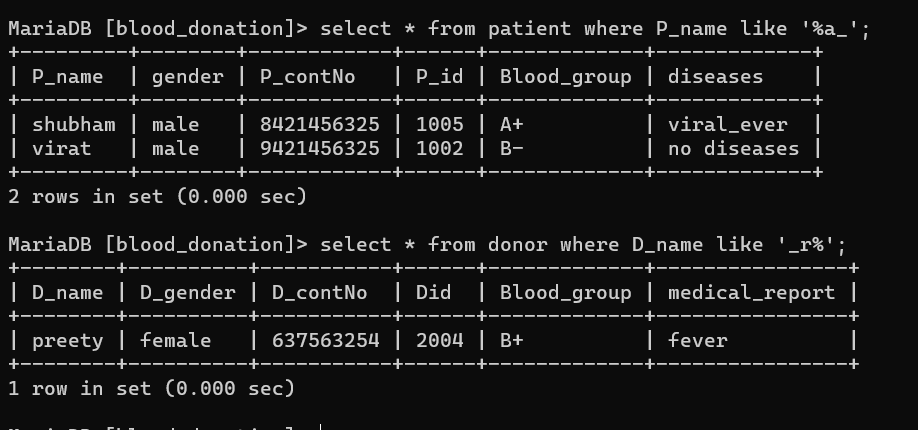 MariaDB [blood_donation]> select * from patient where P_name like '%a_';
+---------+--------+------------+------+-------------+-------------+
| P_name  | gender | P_contNo   | P_id | Blood_group | diseases    |
+---------+--------+------------+------+-------------+-------------+
| shubham | male   | 8421456325 | 1005 | A+          | viral_ever  |
| virat   | male   | 9421456325 | 1002 | B-          | no diseases |
+---------+--------+------------+------+-------------+-------------+
2 rows in set (0.000 sec)
MariaDB [blood_donation]> select * from donor where D_name like '_r%';
+--------+----------+-----------+------+-------------+----------------+
| D_name | D_gender | D_contNo  | Did  | Blood_group | medical_report |
+--------+----------+-----------+------+-------------+----------------+
| preety | female   | 637563254 | 2004 | B+          | fever          |
+--------+----------+-----------+------+-------------+----------------+
1 row in set (0.000 sec)